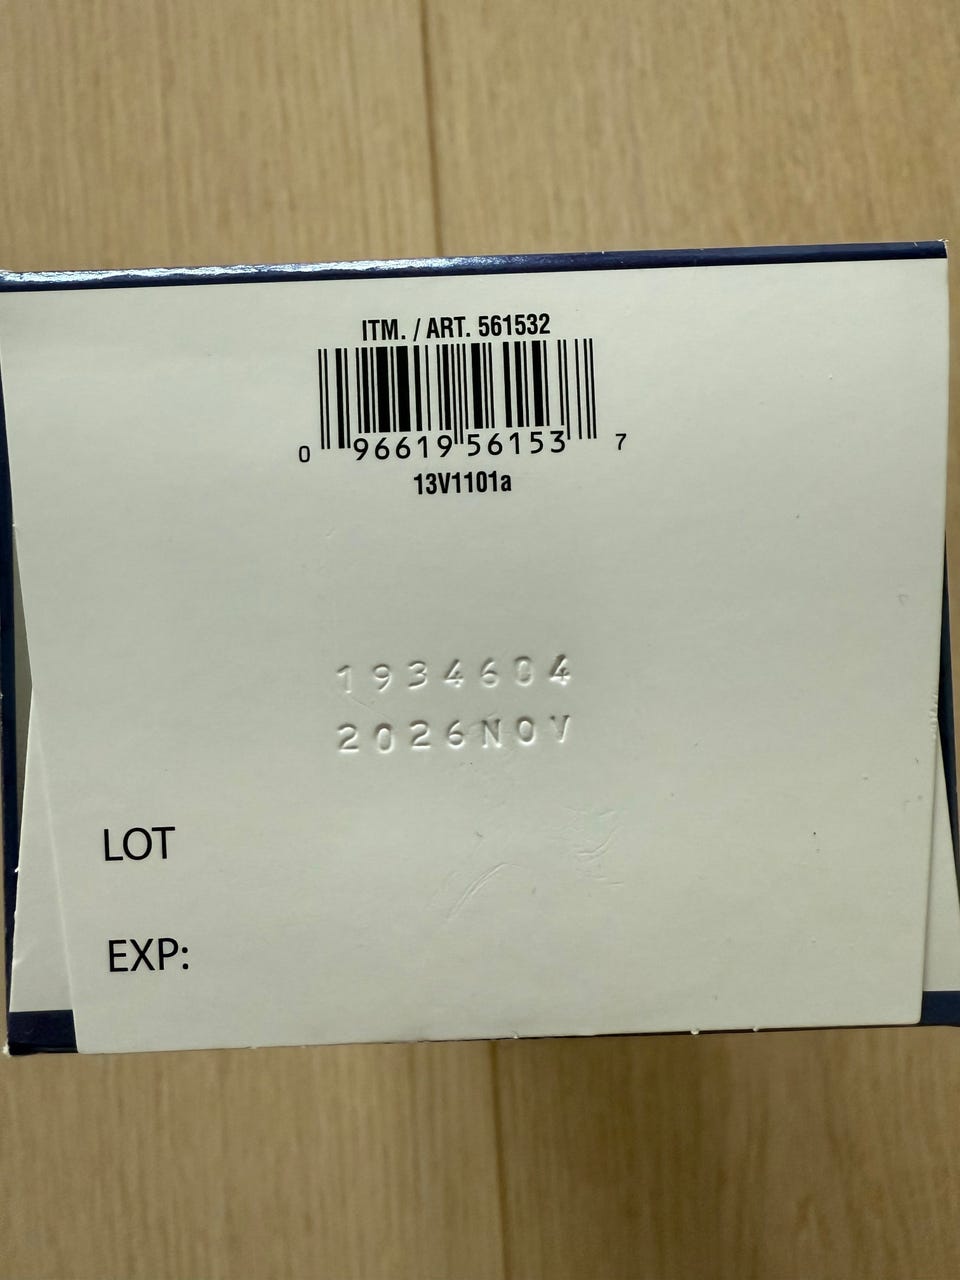 ITM. / ART. 561532
0 96619 56153 7
13V1101a
1934604
2026NOV
LOT
EXP: